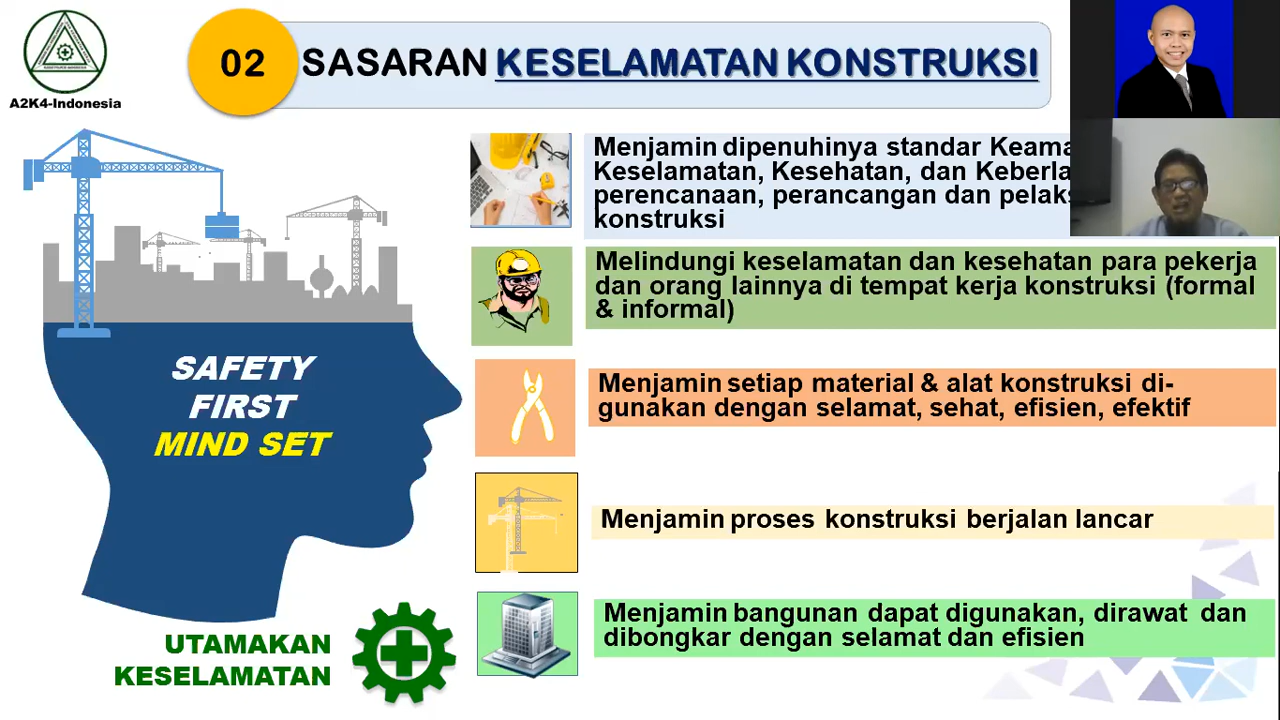 A2K4-Indonesia
02
SASARAN KESELAMATAN KONSTRUKSI
Menjamin dipenuhinya standar
Keselamatan, Kesehatan, dan
perencanaan, perancangan dan
konstruksi
Melindungi keselamatan dan kesehatan para pekerja
dan orang lainnya di tempat kerja konstruksi (formal
& informal)
Menjamin setiap material & alat konstruksi di-
gunakan dengan selamat, sehat, efisien, efektif
Menjamin proses konstruksi berjalan lancar
Menjamin bangunan dapat digunakan, dirawat dan
dibongkar dengan selamat dan efisien
SAFETY
FIRST
MIND SET
UTAMAKAN
KESELAMATAN